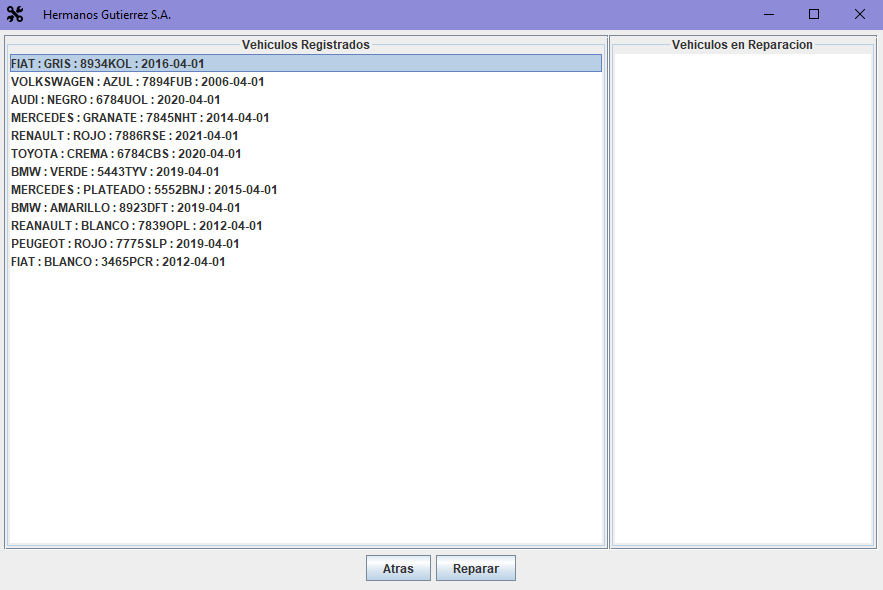 Hermanos Gutierrez S.A.
Vehiculos Registrados
FIAT : GRIS : 8934KOL : 2016-04-01
VOLKSWAGEN : AZUL : 7894FUB : 2006-04-01
AUDI : NEGRO : 6784UOL : 2020-04-01
MERCEDES : GRANATE : 7845NHT : 2014-04-01
RENAULT : ROJO : 7886RSE : 2021-04-01
TOYOTA : CREMA : 6784CBS : 2020-04-01
BMW : VERDE : 5443TYV : 2019-04-01
MERCEDES : PLATEADO : 5552BNJ : 2015-04-01
BMW : AMARILLO : 8923DFT : 2019-04-01
REANAULT : BLANCO : 7839OPL : 2012-04-01
PEUGEOT : ROJO : 7775SLP : 2019-04-01
FIAT : BLANCO : 3465PCR : 2012-04-01
Vehiculos en Reparacion
Atras
Reparar